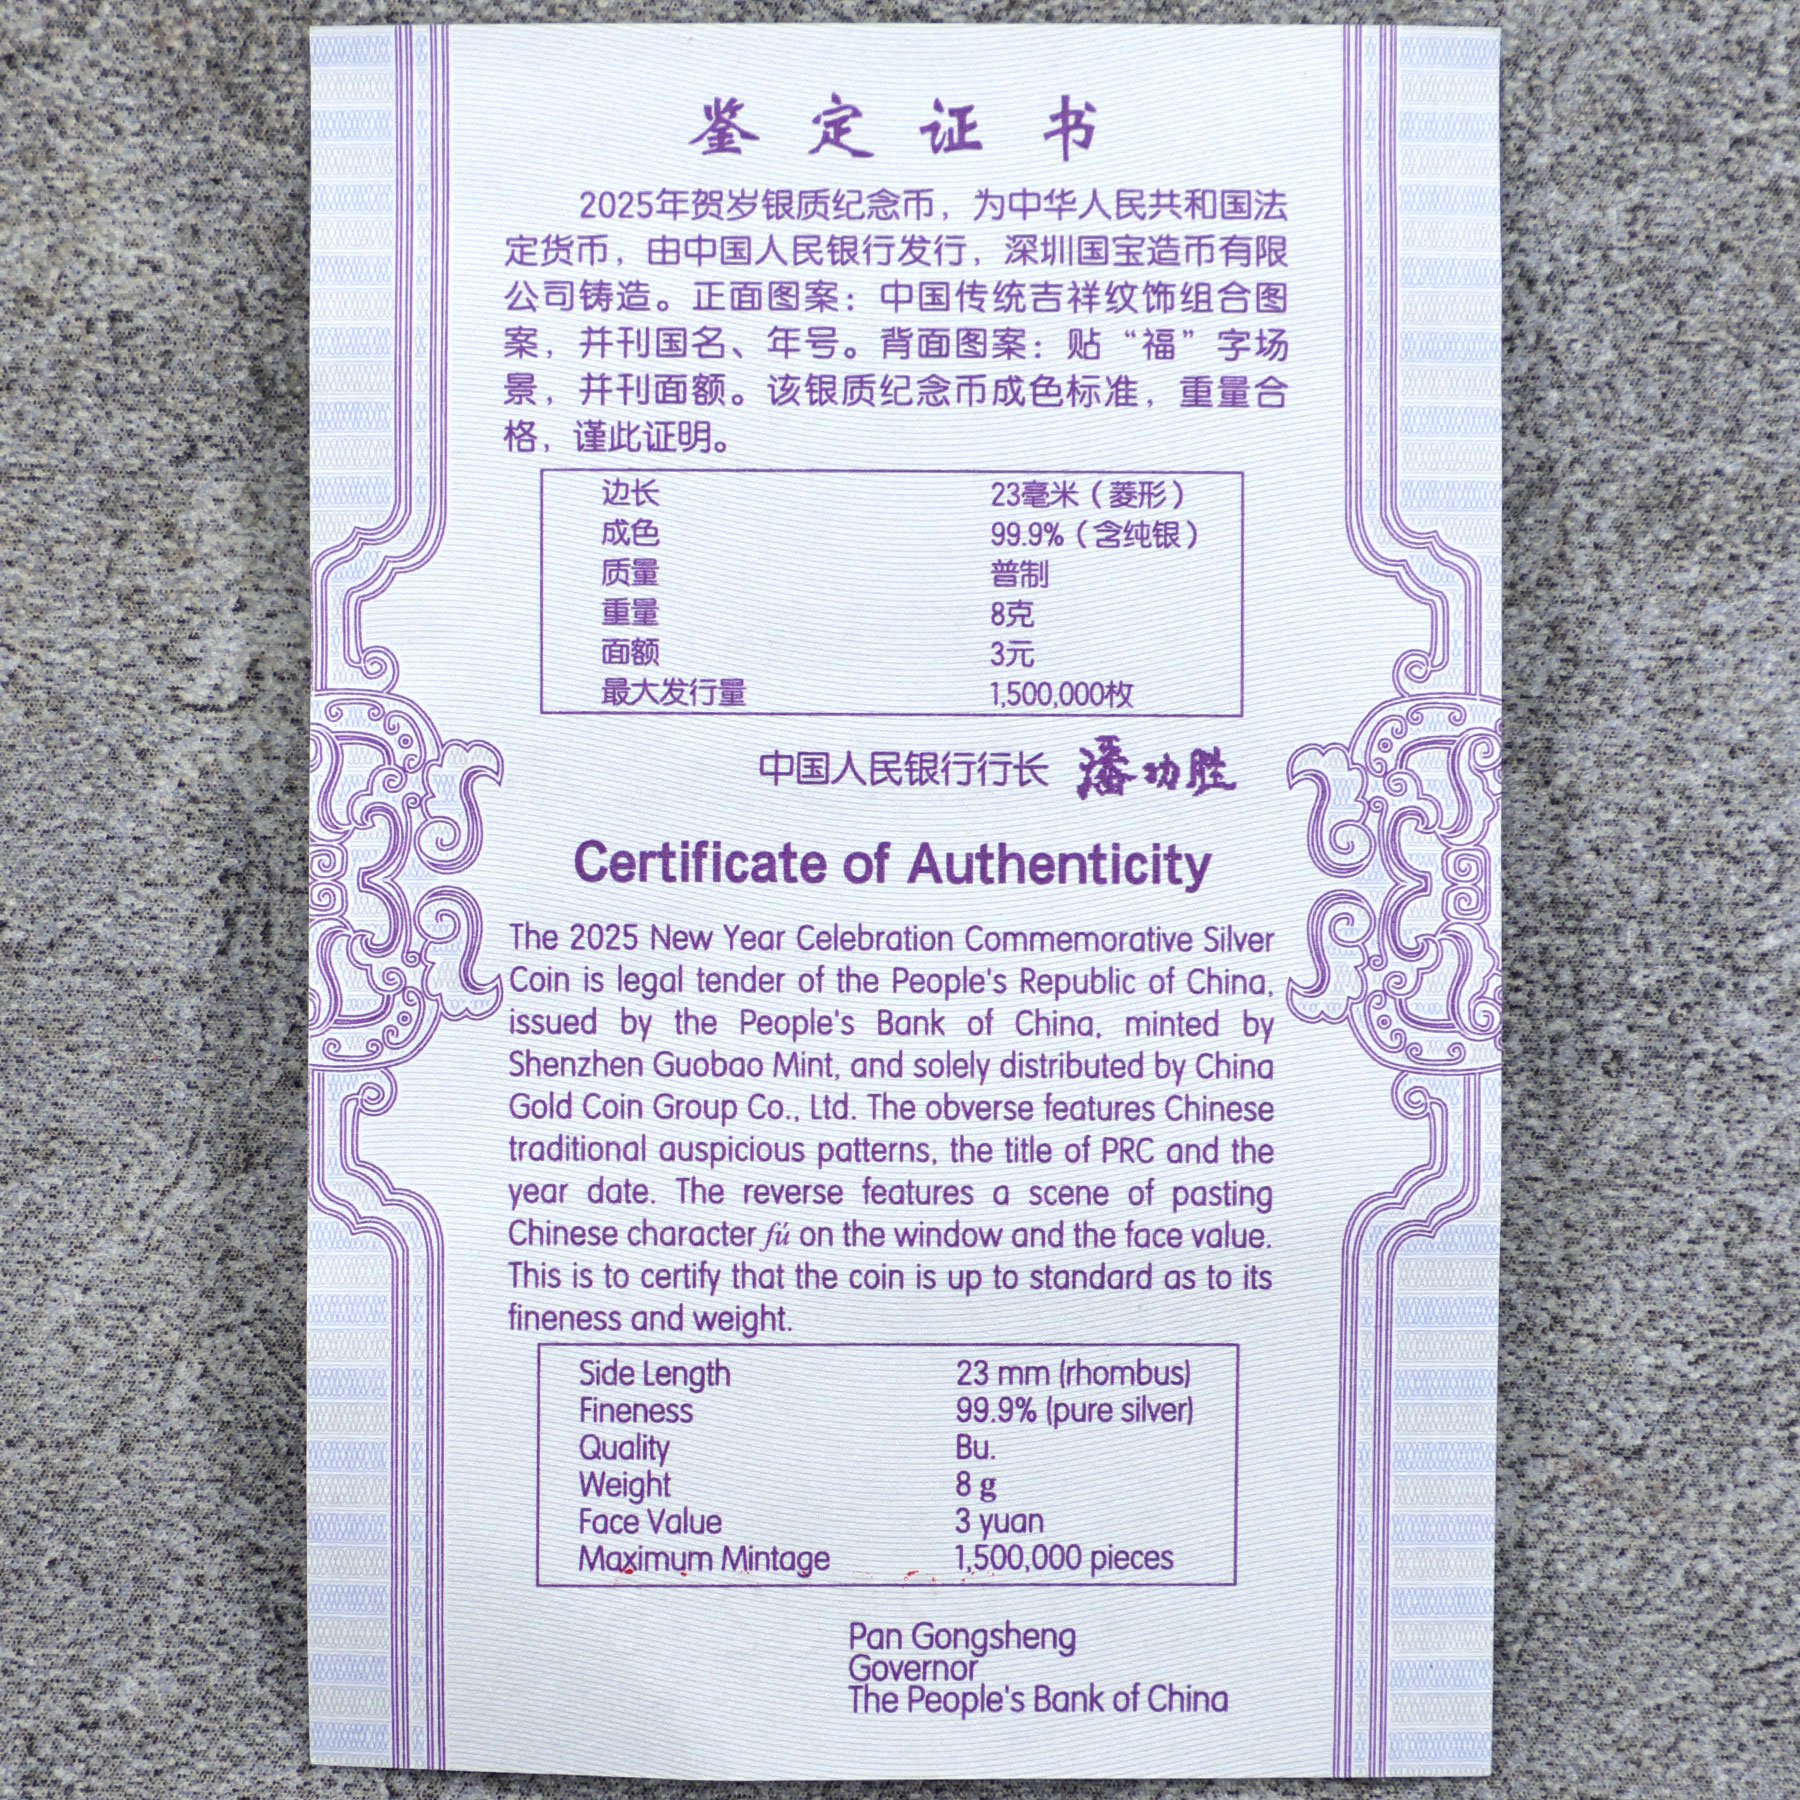 鉴定证书
2025年贺岁银质纪念币，为中华人民共和国法
定货币，由中国人民银行发行，深圳国宝造币有限
公司铸造。正面图案：中国传统吉祥纹饰组合图
案，并刊国名、年号。背面图案：贴“福”字场
景，并刊面额。该银质纪念币成色标准，重量合
格，谨此证明。
边长 23毫米（菱形）
成色 99.9%（含纯银）
质量 普制
重量 8克
面额 3元
最大发行量 1,500,000枚
中国人民银行行长 潘功胜
Certificate of Authenticity
The 2025 New Year Celebration Commemorative Silver
Coin is legal tender of the People's Republic of China,
issued by the People's Bank of China, minted by
Shenzhen Guobao Mint, and solely distributed by China
Gold Coin Group Co., Ltd. The obverse features Chinese
traditional auspicious patterns, the title of PRC and the
year date. The reverse features a scene of pasting
Chinese character fú on the window and the face value.
This is to certify that the coin is up to standard as to its
fineness and weight.
Side Length 23 mm (rhombus)
Fineness 99.9% (pure silver)
Quality Bu.
Weight 8 g
Face Value 3 yuan
Maximum Mintage 1,500,000 pieces
Pan Gongsheng
Governor
The People's Bank of China